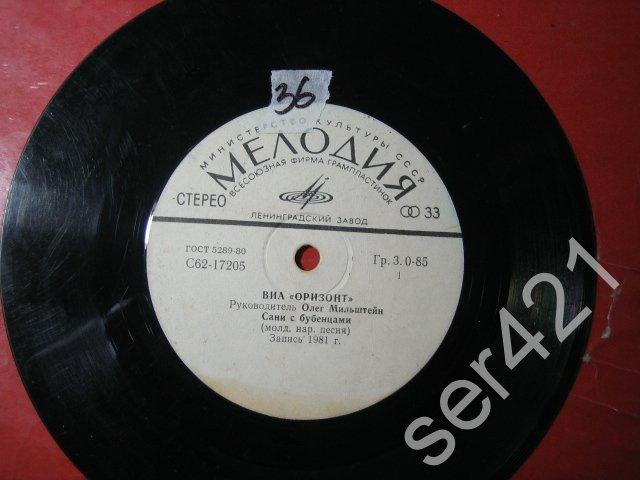 36
МИНИСТЕРСТВО КУЛЬТУРЫ СССР
МЕЛОДИЯ
ВСЕСОЮЗНАЯ ФИРМА ГРАМПЛАСТИНОК
СТЕРЕО
33
ЛЕНИНГРАДСКИЙ ЗАВОД
ГОСТ 5289-80
С62-17205
Гр. 3. 0-85
1
ВИА «ОРИЗОНТ»
Руководитель Олег Мильштейн
Сани с бубенцами
(молд. нар. песня)
Запись 1981 г.
ser421